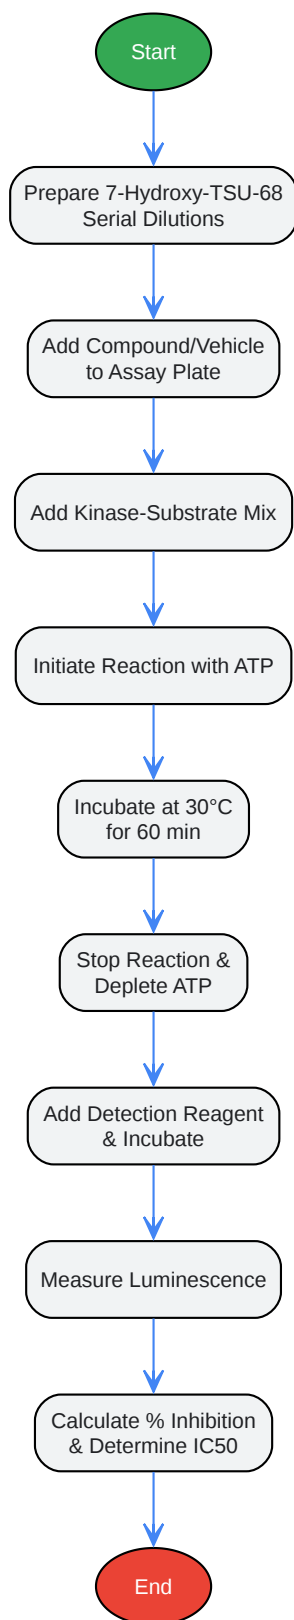 Start
Prepare 7-Hydroxy-TSU-68
Serial Dilutions
Add Compound/Vehicle
to Assay Plate
Add Kinase-Substrate Mix
Initiate Reaction with ATP
Incubate at 30°C
for 60 min
Stop Reaction &
Deplete ATP
Add Detection Reagent
& Incubate
Measure Luminescence
Calculate % Inhibition
& Determine IC50
End